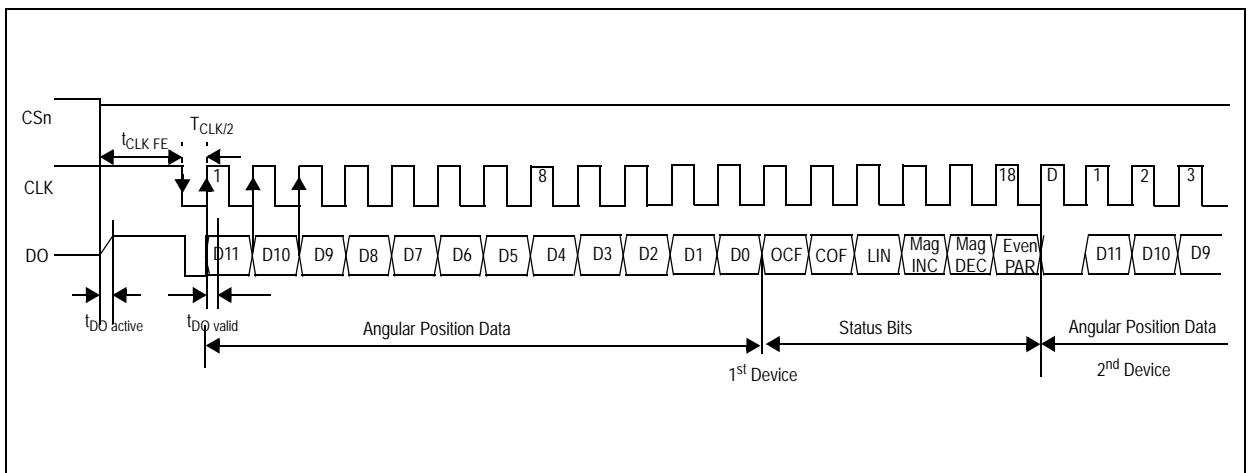 CSn
tCLK FE
TCLK/2
CLK
1
8
18
D
1
2
3
DO
D11
D10
D9
D8
D7
D6
D5
D4
D3
D2
D1
D0
OCF
COF
LIN
Mag
INC
Mag
DEC
Even
PAR
D11
D10
D9
tDO active
tDO valid
Angular Position Data
Status Bits
Angular Position Data
1st Device
2nd Device